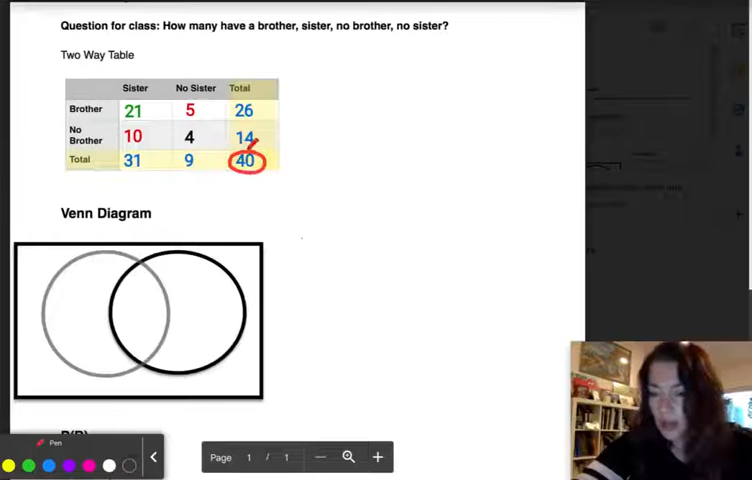 Question for class: How many have a brother, sister, no brother, no sister?
Two Way Table
Sister No Sister Total
Brother 21 5 26
No Brother 10 4 14
Total 31 9 40
Venn Diagram
Pen
Page 1 / 1